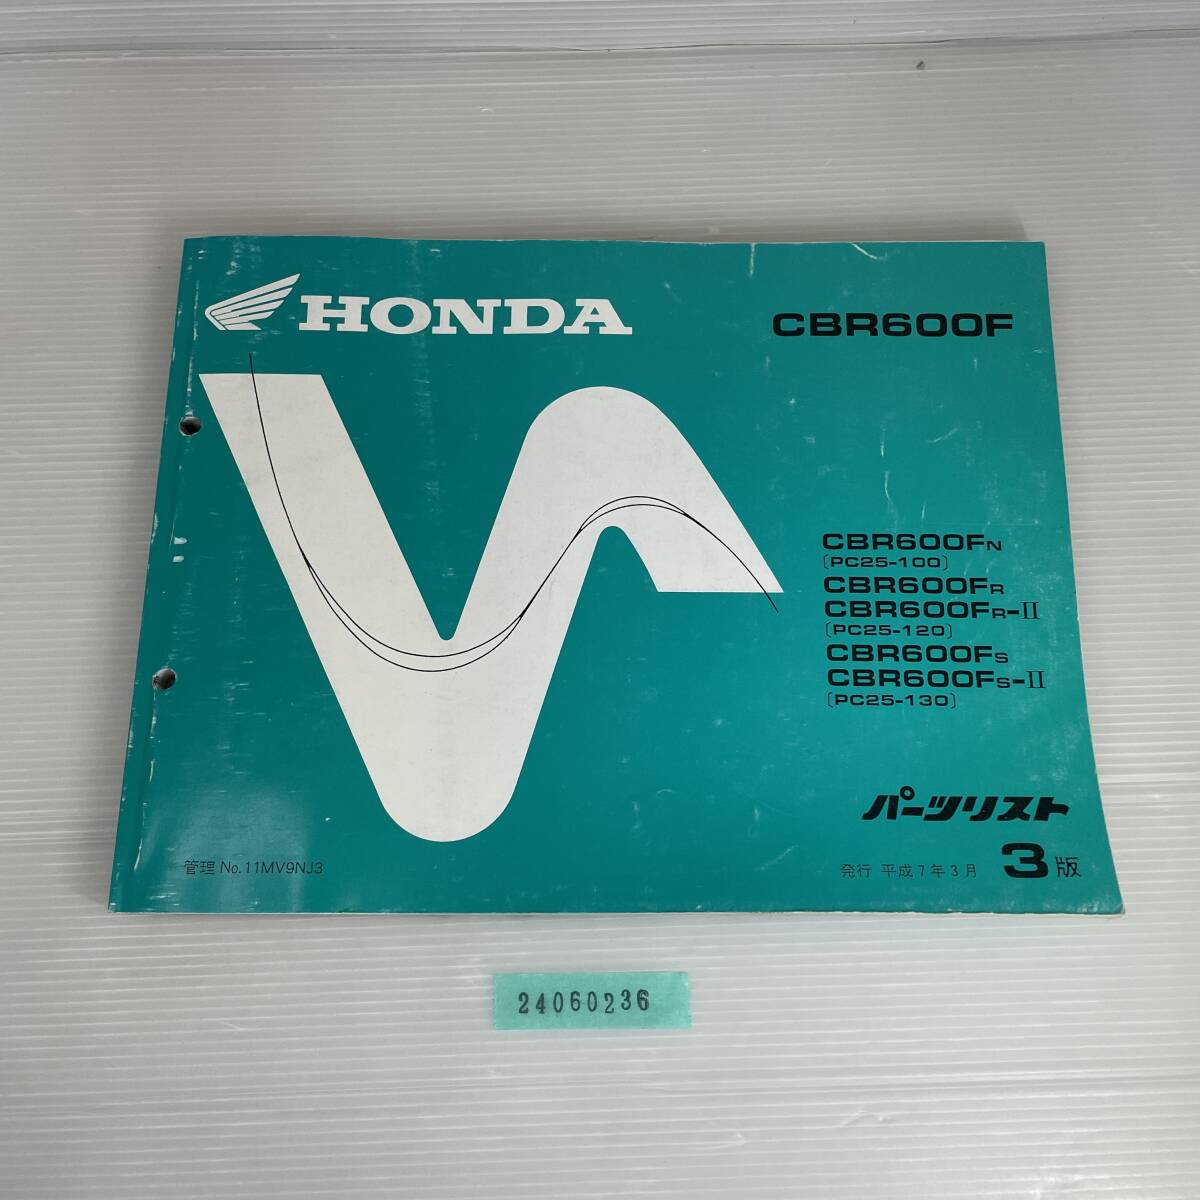 HONDA
CBR600F
CBR600FN
〔PC25-100〕
CBR600FR
CBR600FR-II
〔PC25-120〕
CBR600FS
CBR600FS-II
〔PC25-130〕
パーツリスト
管理 No.11MV9NJ3
発行 平成7年3月 3版
24060236